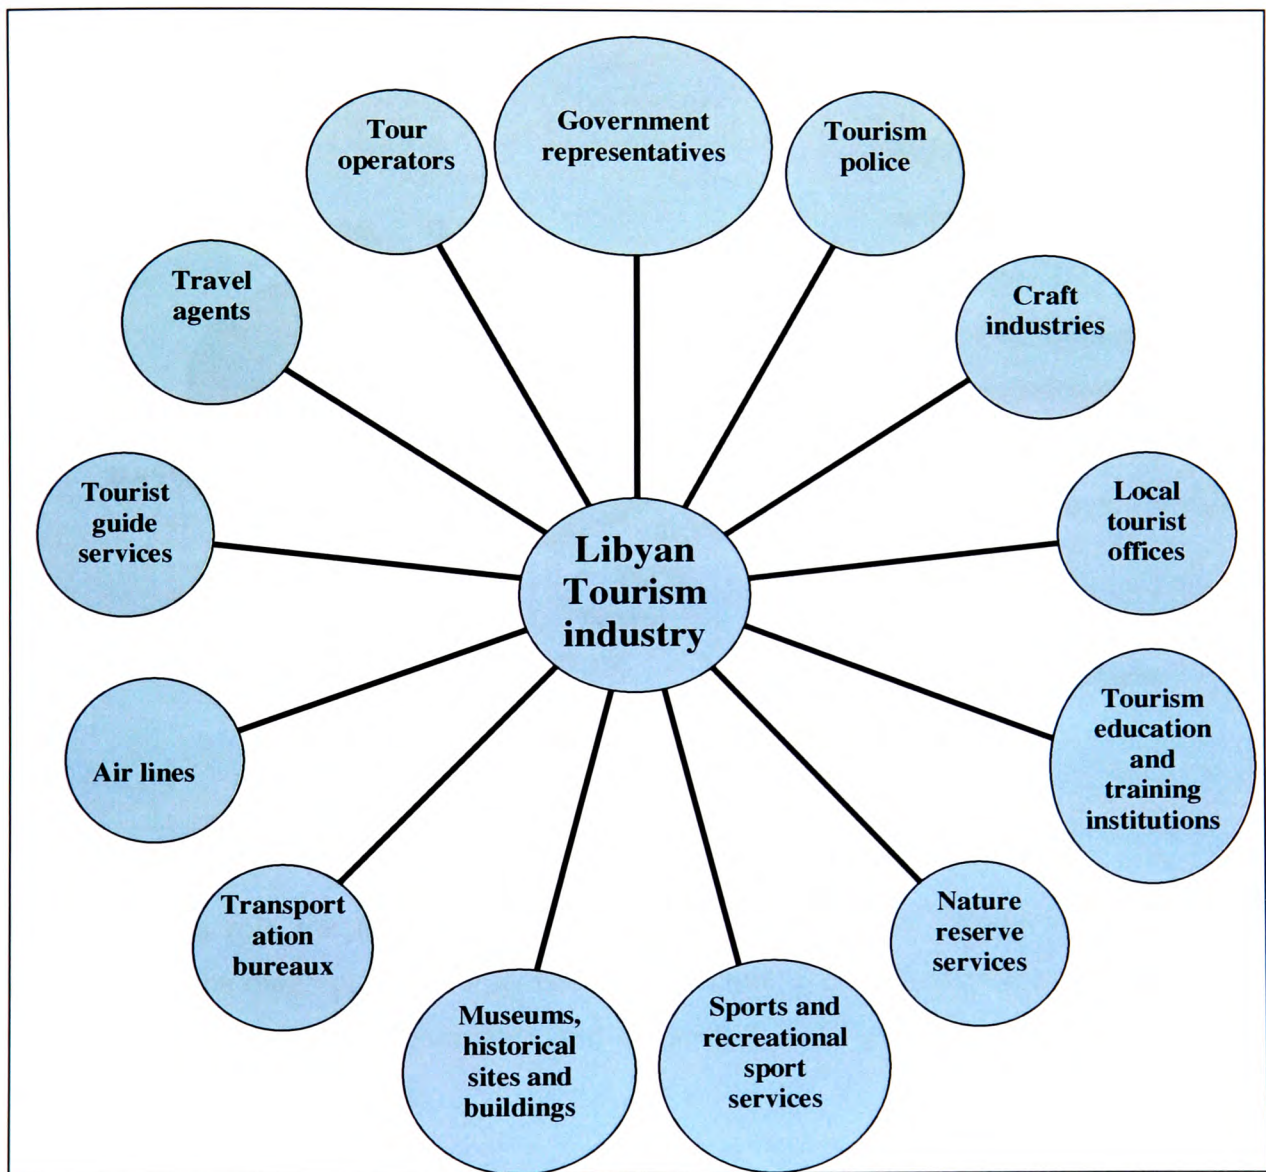 Government
representatives
Tourism
police
Craft
industries
Local
tourist
offices
Tourism
education
and
training
institutions
Nature
reserve
services
Sports and
recreational
sport
services
Museums,
historical
sites and
buildings
Transport
ation
bureaux
Air lines
Tourist
guide
services
Travel
agents
Tour
operators
Libyan
Tourism
industry